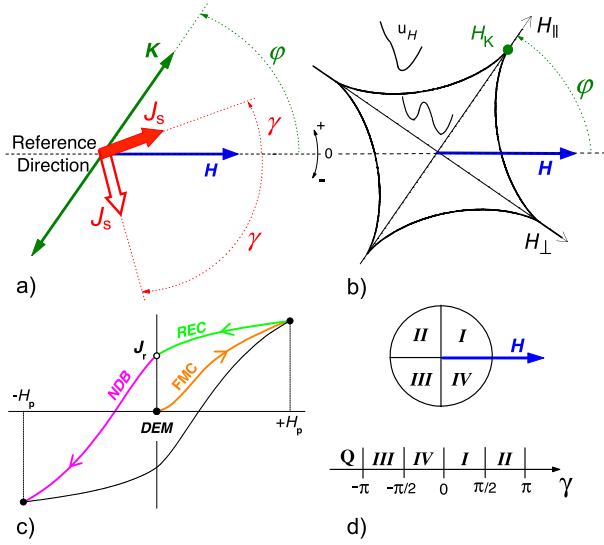 K
φ
J_s
γ
Reference
Direction
H
J_s
γ
a)
u_H
H_K
H_∥
φ
+
0
-
H
H_⊥
b)
J_r
REC
NDB
FMC
-H_p
DEM
+H_p
c)
II I
H
III IV
Q III IV I II
-π -π/2 0 π/2 π γ
d)